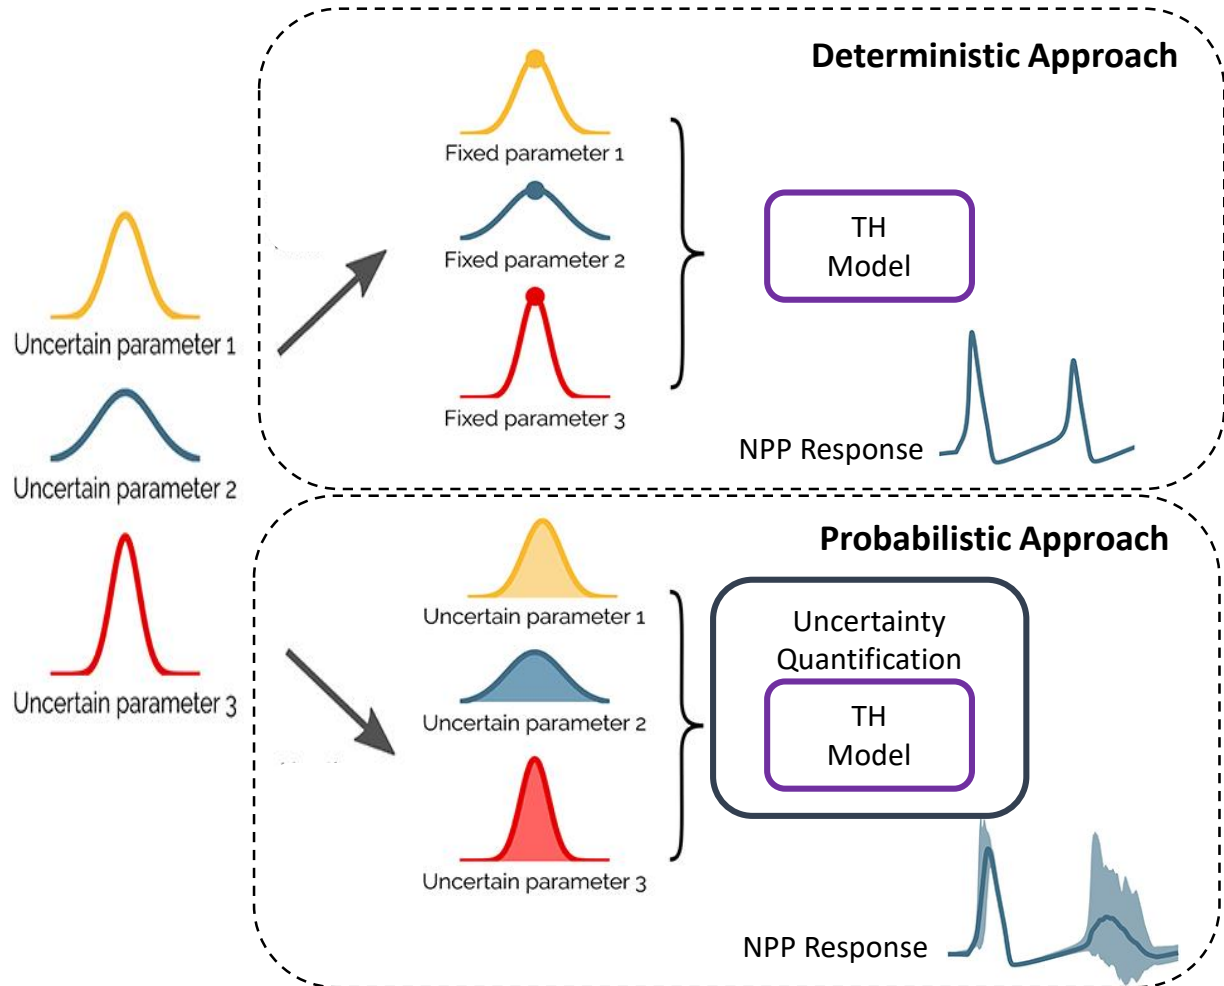 Uncertain parameter 1
Uncertain parameter 2
Uncertain parameter 3
Deterministic Approach
Fixed parameter 1
Fixed parameter 2
Fixed parameter 3
TH
Model
NPP Response
Probabilistic Approach
Uncertain parameter 1
Uncertain parameter 2
Uncertain parameter 3
Uncertainty
Quantification
TH
Model
NPP Response